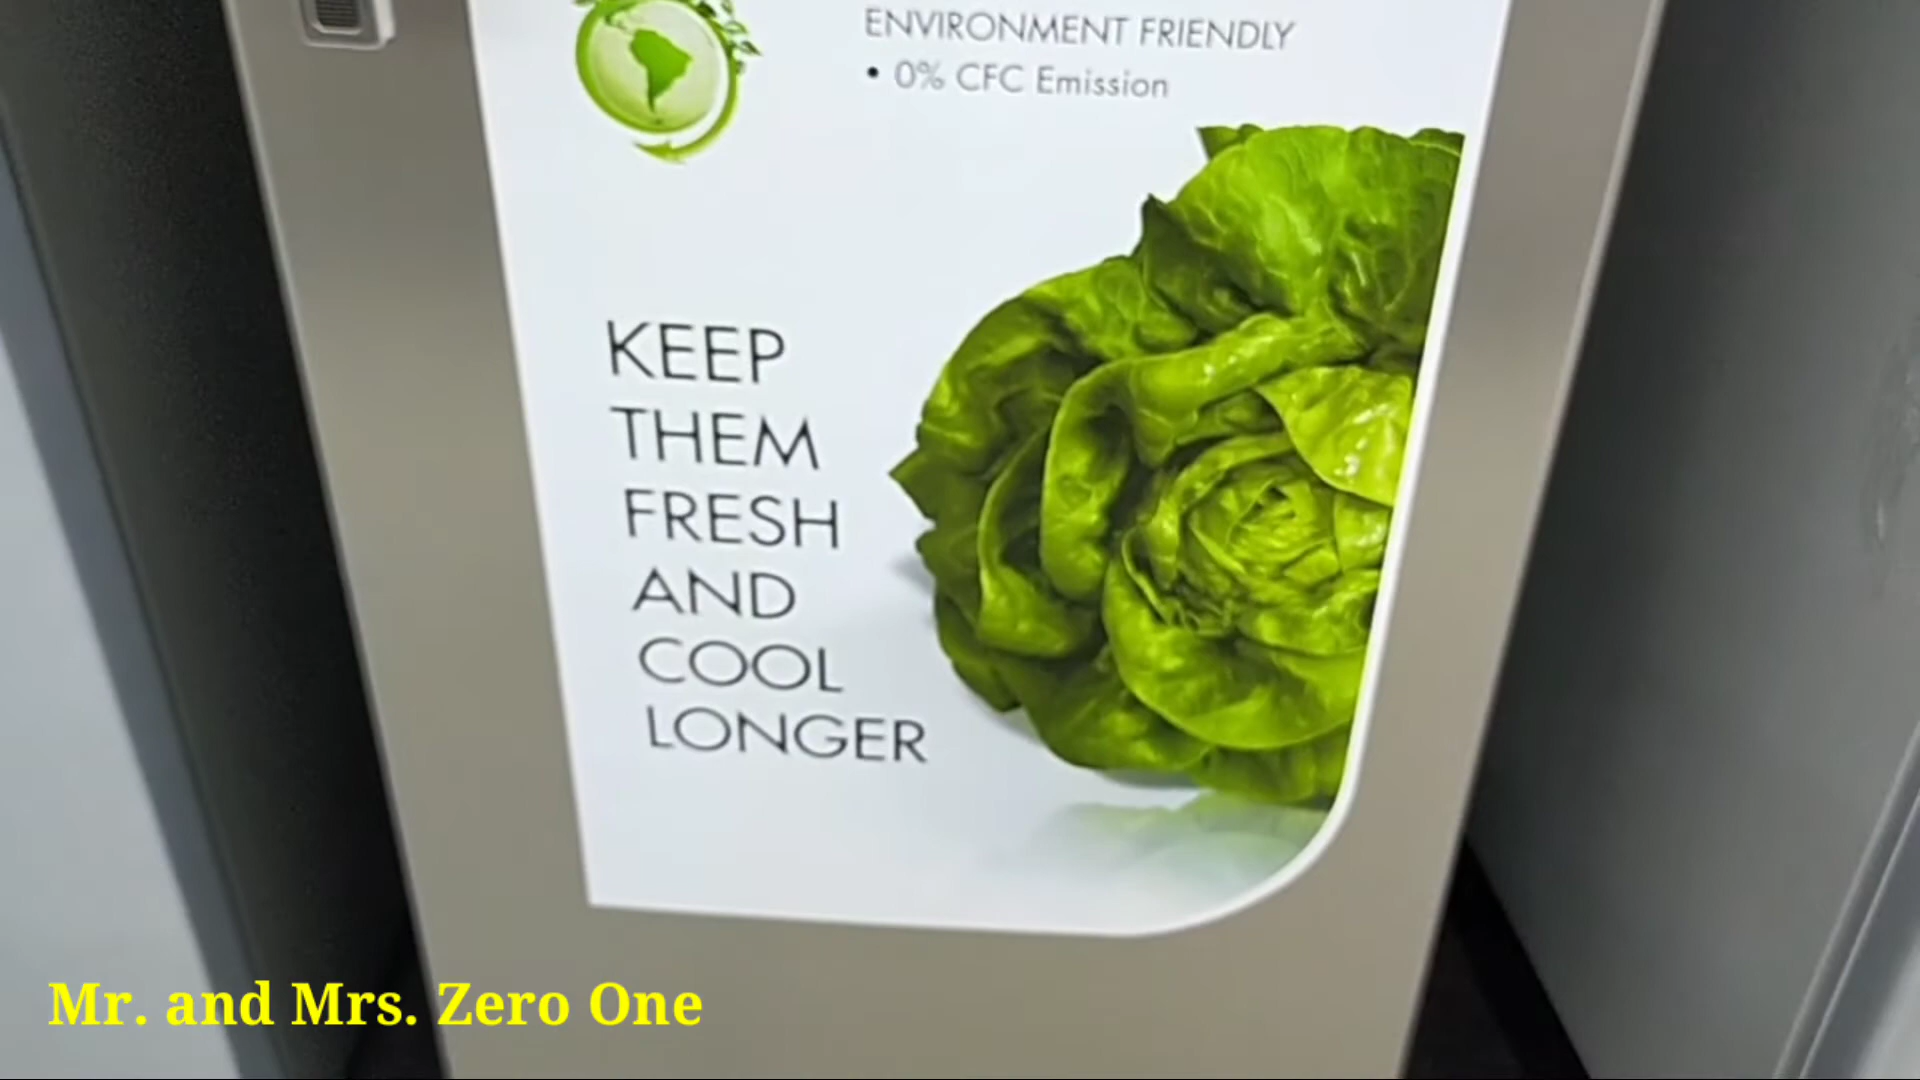 ENVIRONMENT FRIENDLY
• 0% CFC Emission
KEEP
THEM
FRESH
AND
COOL
LONGER
Mr. and Mrs. Zero One